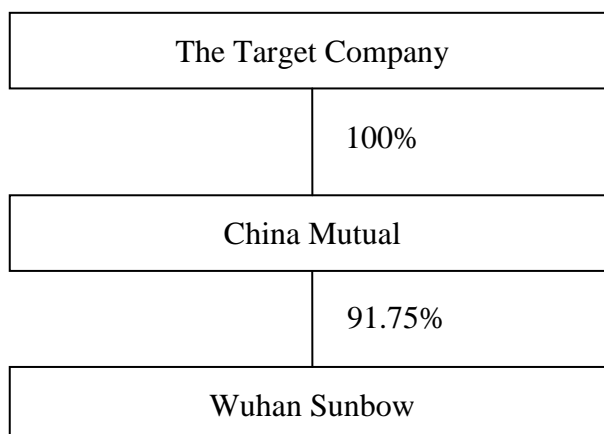 The Target Company
100%
China Mutual
91.75%
Wuhan Sunbow